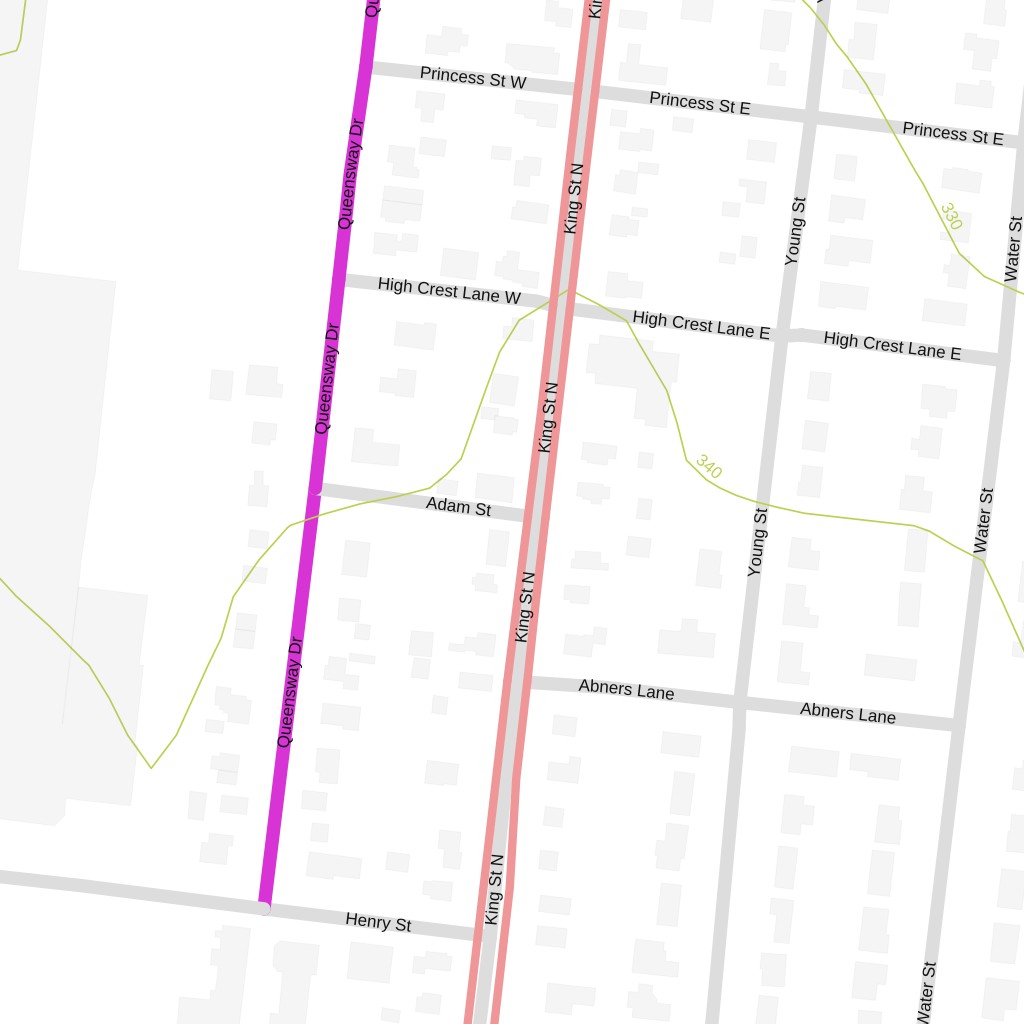 Qu
Kin
Princess St W
Princess St E
Princess St E
Queensway Dr
King St N
Young St
330
Water St
High Crest Lane W
High Crest Lane E
High Crest Lane E
Queensway Dr
King St N
340
Adam St
Young St
Water St
King St N
Queensway Dr
Abners Lane
Abners Lane
King St N
Henry St
Water St